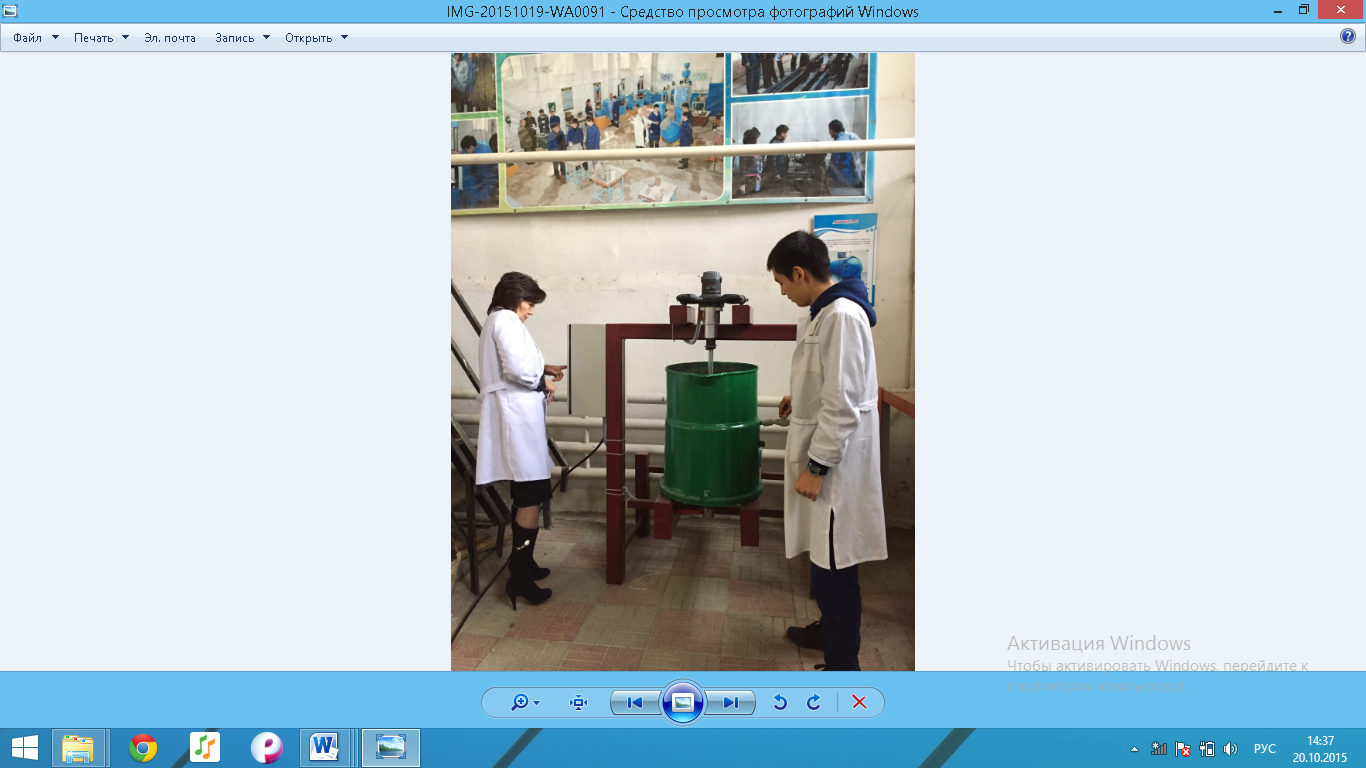 IMG-20151019-WA0091 - Средство просмотра фотографий Windows
Файл Печать Эл. почта Запись Открыть
Активация Windows
Чтобы активировать Windows, перейдите к
РУС
14:37
20.10.2015